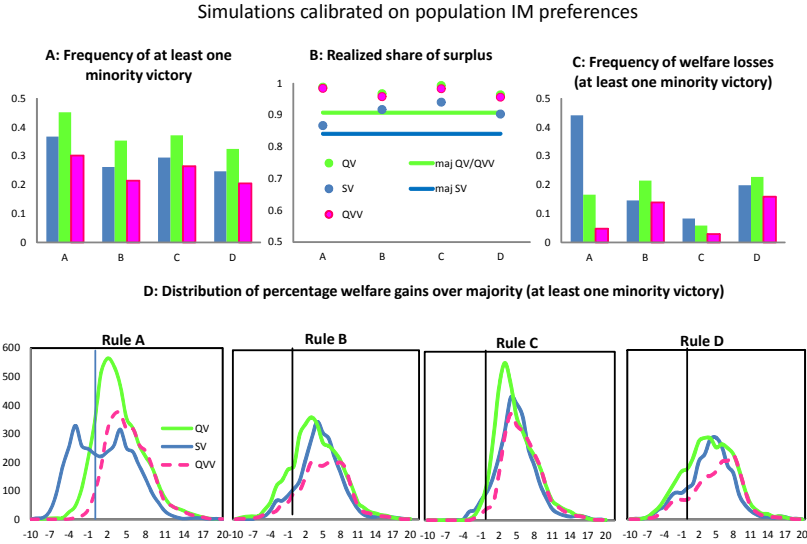 Simulations calibrated on population IM preferences
A: Frequency of at least one
minority victory
0.5
0.4
0.3
0.2
0.1
0
A B C D
B: Realized share of surplus
1
0.9
0.8
0.7
0.6
0.5
QV maj QV/QVV
SV maj SV
QVV
A B C D
C: Frequency of welfare losses
(at least one minority victory)
0.5
0.4
0.3
0.2
0.1
0
A B C D
D: Distribution of percentage welfare gains over majority (at least one minority victory)
Rule A
600
500
400
300
200
100
0
QV
SV
QVV
-10 -7 -4 -1 2 5 8 11 14 17 20
Rule B
-10 -7 -4 -1 2 5 8 11 14 17 20
Rule C
-10 -7 -4 -1 2 5 8 11 14 17 20
Rule D
-10 -7 -4 -1 2 5 8 11 14 17 20